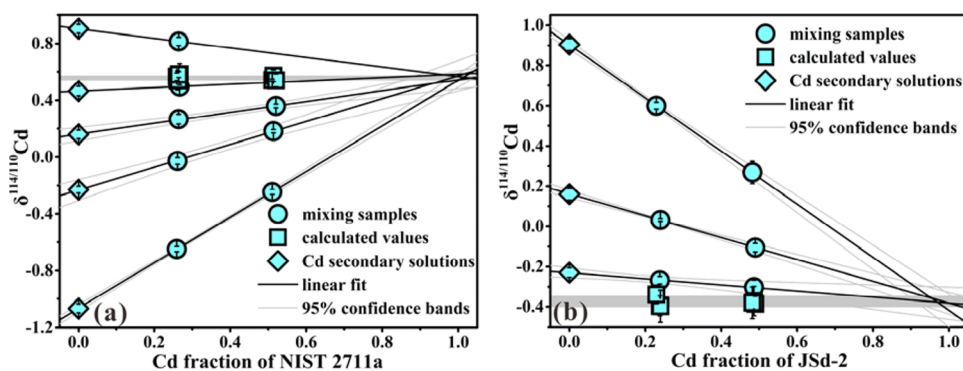 (a)
0.8
0.4
0.0
-0.4
-0.8
-1.2
δ114/110Cd
mixing samples
calculated values
Cd secondary solutions
linear fit
95% confidence bands
0.0 0.2 0.4 0.6 0.8 1.0
Cd fraction of NIST 2711a
1.0
0.8
0.6
0.4
0.2
0.0
-0.2
-0.4
-0.6
δ114/110Cd
mixing samples
calculated values
Cd secondary solutions
linear fit
95% confidence bands
(b)
0.0 0.2 0.4 0.6 0.8 1.0
Cd fraction of JSd-2